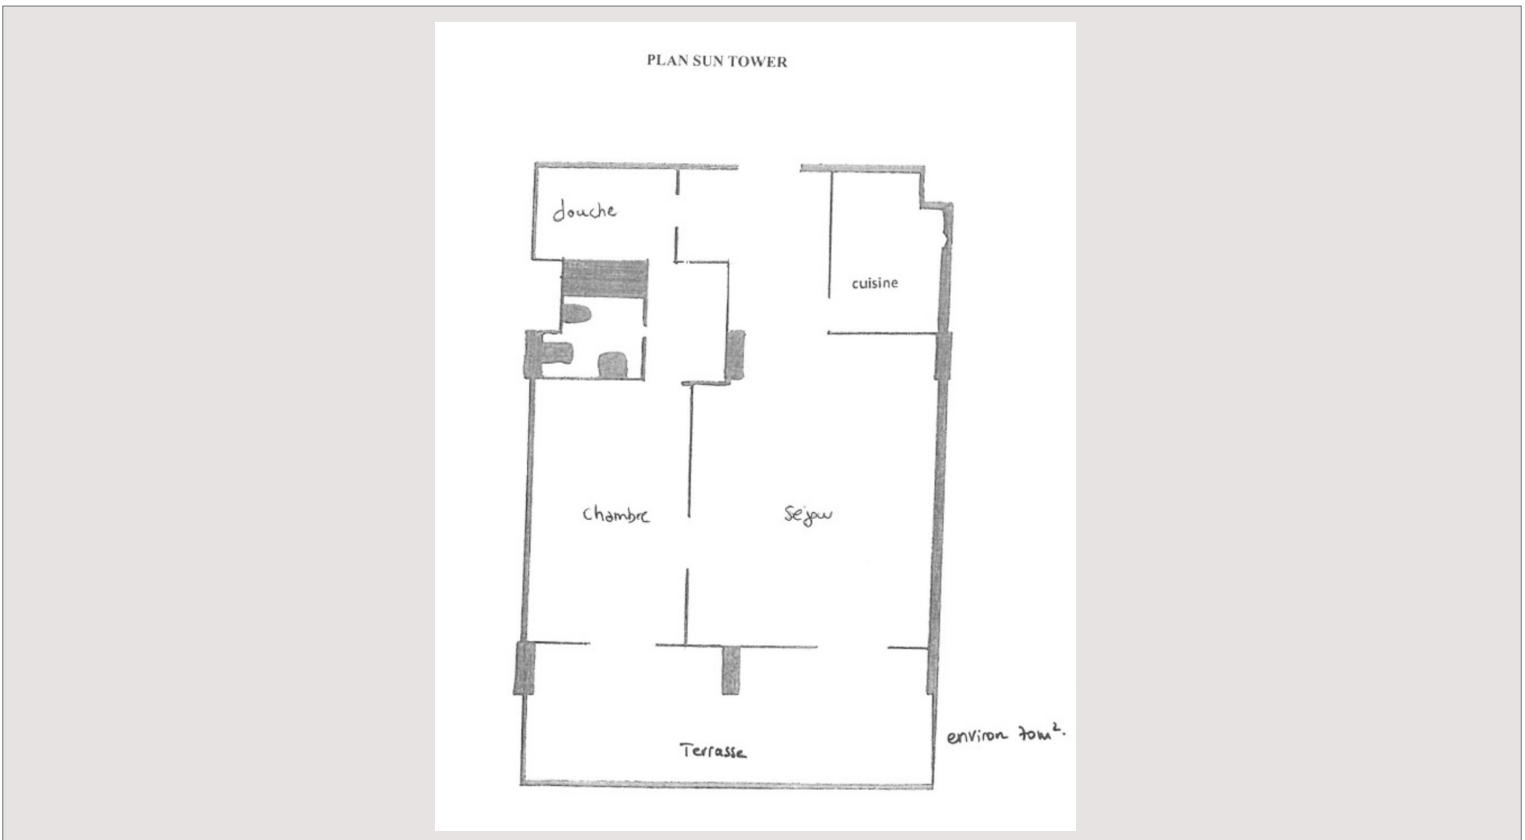 PLAN SUN TOWER
douche
cuisine
Chambre
Séjour
Terrasse
environ 70m².